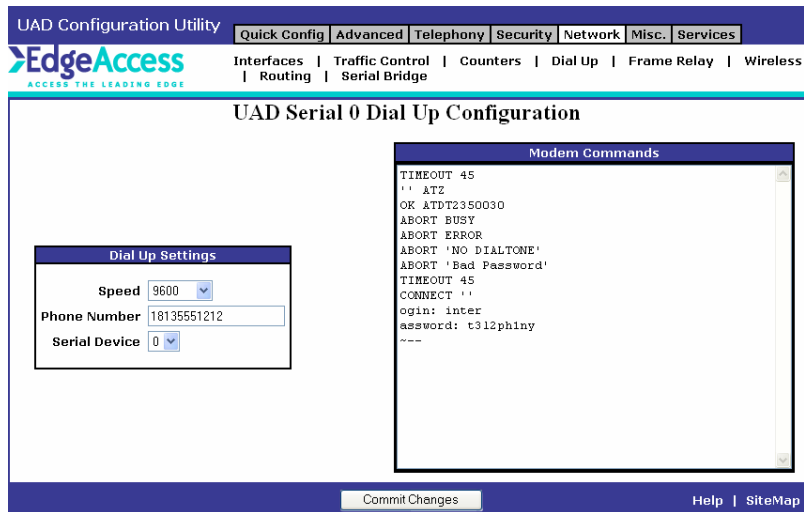 UAD Configuration Utility
Quick Config Advanced Telephony Security Network Misc. Services
EdgeAccess
ACCESS THE LEADING EDGE
Interfaces | Traffic Control | Counters | Dial Up | Frame Relay | Wireless
| Routing | Serial Bridge
UAD Serial 0 Dial Up Configuration
Dial Up Settings
Speed 9600
Phone Number 18135551212
Serial Device 0
Modem Commands
TIMEOUT 45
'' ATZ
OK ATDT2350030
ABORT BUSY
ABORT ERROR
ABORT 'NO DIALTONE'
ABORT 'Bad Password'
TIMEOUT 45
CONNECT ''
ogin: inter
assword: t3l2ph1ny
~--
Commit Changes
Help | SiteMap